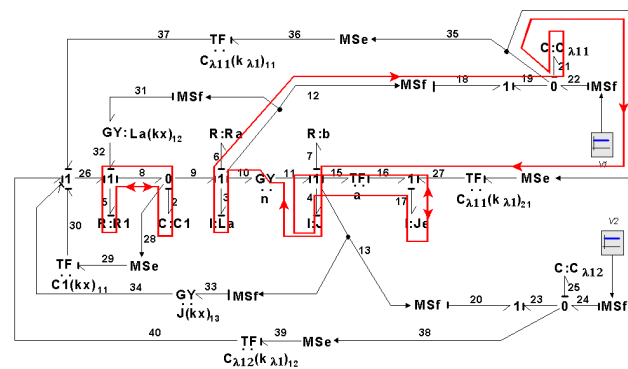 37 TF 36 MSe 35 C:Cλ11
Cλ11(k λ1)11 21
31 MSf 12 MSf 18 1 19 0 22 MSf
GY:La(kx)12 R:Ra R:b
32 6 7 V1
1 26 1 8 0 9 1 10 GY 11 1 15 TF 16 1 27 TF MSe
n a Cλ11(k λ1)21
5 2 3 4 17
R:R1 C:C1 I:La I:J I:Je
30 28 V2
13
TF 29 MSe C:Cλ12
C1(kx)11 25
34 GY 33 MSf MSf 20 1 23 0 24 MSf
J(kx)13
40 TF 39 MSe 38
Cλ12(k λ1)12